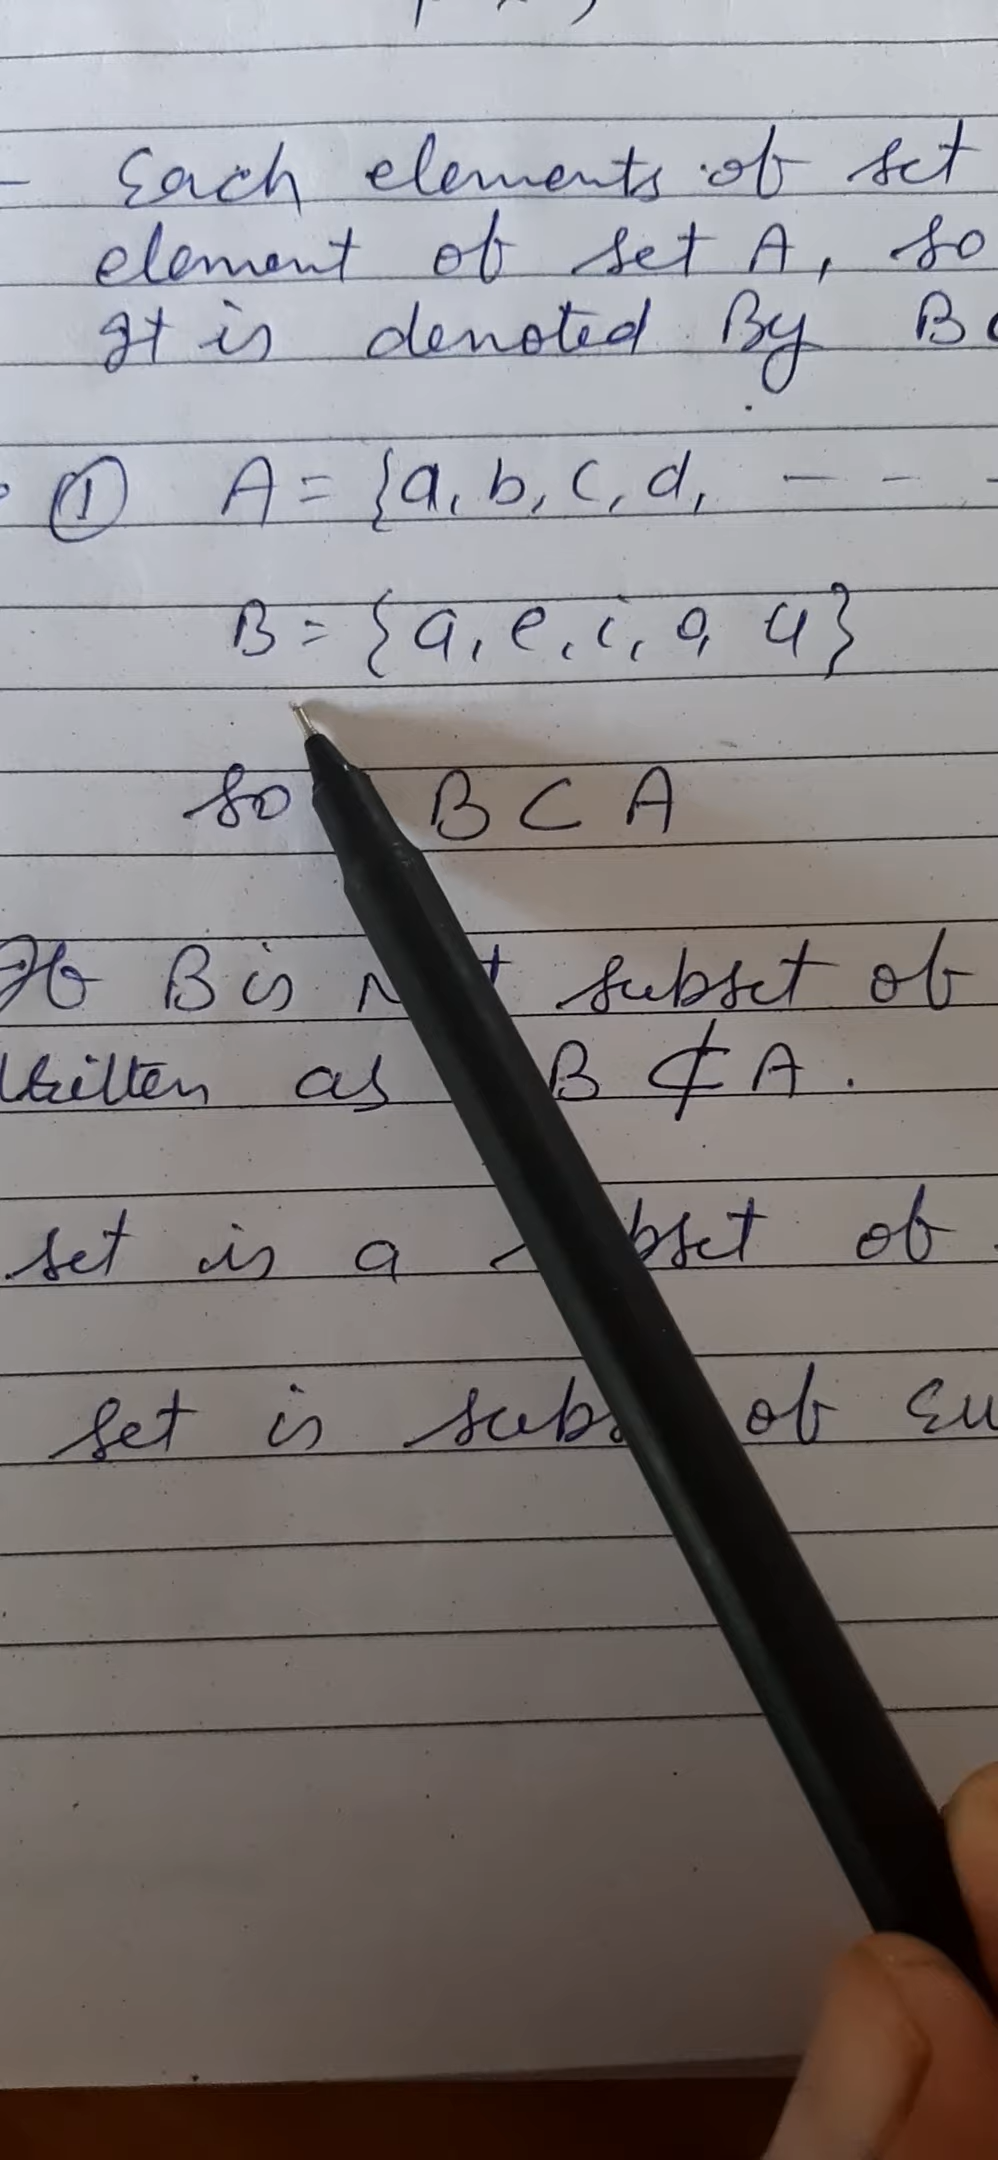 - Each elements of set
element of set A, so
It is denoted By B
① A = {a, b, c, d, - - -
B = {a, e, i, o, u}
so B ⊂ A
If B is subset of
written as B ⊄ A .
set is a of
set is of